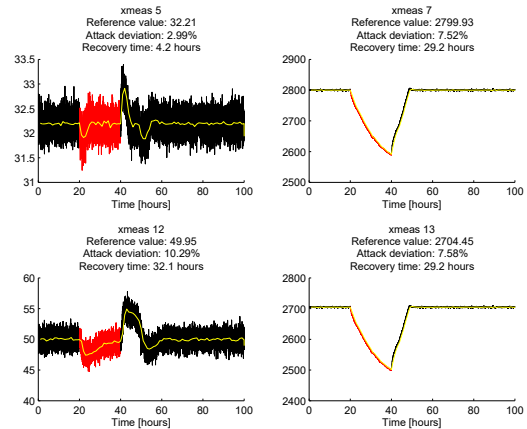 xmeas 5
Reference value: 32.21
Attack deviation: 2.99%
Recovery time: 4.2 hours
33.5
33
32.5
32
31.5
31
0 20 40 60 80 100
Time [hours]
xmeas 7
Reference value: 2799.93
Attack deviation: 7.52%
Recovery time: 29.2 hours
2900
2800
2700
2600
2500
0 20 40 60 80 100
Time [hours]
xmeas 12
Reference value: 49.95
Attack deviation: 10.29%
Recovery time: 32.1 hours
60
55
50
45
40
0 20 40 60 80 100
Time [hours]
xmeas 13
Reference value: 2704.45
Attack deviation: 7.58%
Recovery time: 29.2 hours
2800
2700
2600
2500
2400
0 20 40 60 80 100
Time [hours]